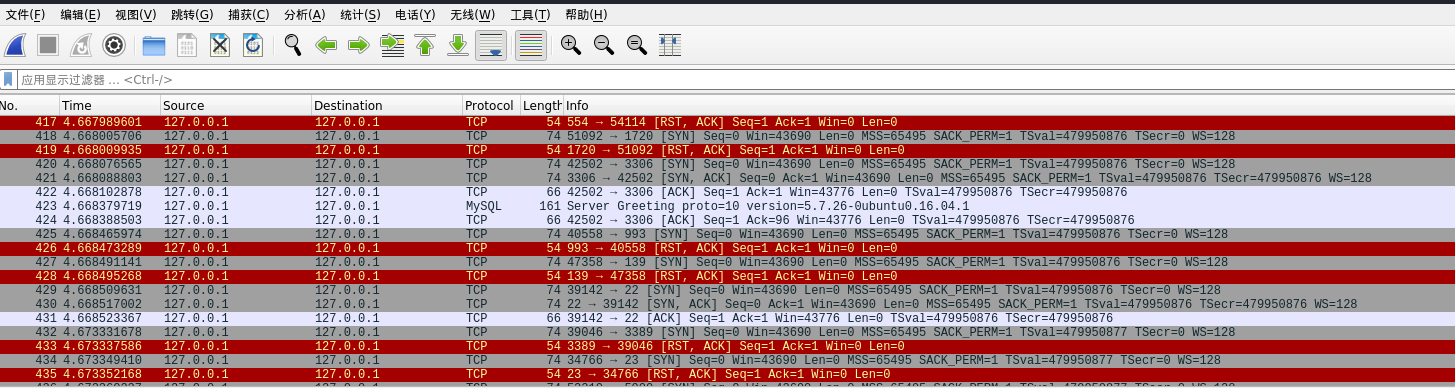 文件(F) 编辑(E) 视图(V) 跳转(G) 捕获(C) 分析(A) 统计(S) 电话(Y) 无线(W) 工具(T) 帮助(H)
应用显示过滤器 … <Ctrl-/>
No. Time Source Destination Protocol Length Info
417 4.667989601 127.0.0.1 127.0.0.1 TCP 54 554 → 54114 [RST, ACK] Seq=1 Ack=1 Win=0 Len=0
418 4.668005706 127.0.0.1 127.0.0.1 TCP 74 51092 → 1720 [SYN] Seq=0 Win=43690 Len=0 MSS=65495 SACK_PERM=1 TSval=479950876 TSecr=0 WS=128
419 4.668009935 127.0.0.1 127.0.0.1 TCP 54 1720 → 51092 [RST, ACK] Seq=1 Ack=1 Win=0 Len=0
420 4.668076565 127.0.0.1 127.0.0.1 TCP 74 42502 → 3306 [SYN] Seq=0 Win=43690 Len=0 MSS=65495 SACK_PERM=1 TSval=479950876 TSecr=0 WS=128
421 4.668088803 127.0.0.1 127.0.0.1 TCP 74 3306 → 42502 [SYN, ACK] Seq=0 Ack=1 Win=43690 Len=0 MSS=65495 SACK_PERM=1 TSval=479950876 TSecr=479950876 WS=128
422 4.668102878 127.0.0.1 127.0.0.1 TCP 66 42502 → 3306 [ACK] Seq=1 Ack=1 Win=43776 Len=0 TSval=479950876 TSecr=479950876
423 4.668379719 127.0.0.1 127.0.0.1 MySQL 161 Server Greeting proto=10 version=5.7.26-0ubuntu0.16.04.1
424 4.668388503 127.0.0.1 127.0.0.1 TCP 66 42502 → 3306 [ACK] Seq=1 Ack=96 Win=43776 Len=0 TSval=479950876 TSecr=479950876
425 4.668465974 127.0.0.1 127.0.0.1 TCP 74 40558 → 993 [SYN] Seq=0 Win=43690 Len=0 MSS=65495 SACK_PERM=1 TSval=479950876 TSecr=0 WS=128
426 4.668473289 127.0.0.1 127.0.0.1 TCP 54 993 → 40558 [RST, ACK] Seq=1 Ack=1 Win=0 Len=0
427 4.668491141 127.0.0.1 127.0.0.1 TCP 74 47358 → 139 [SYN] Seq=0 Win=43690 Len=0 MSS=65495 SACK_PERM=1 TSval=479950876 TSecr=0 WS=128
428 4.668495268 127.0.0.1 127.0.0.1 TCP 54 139 → 47358 [RST, ACK] Seq=1 Ack=1 Win=0 Len=0
429 4.668509631 127.0.0.1 127.0.0.1 TCP 74 39142 → 22 [SYN] Seq=0 Win=43690 Len=0 MSS=65495 SACK_PERM=1 TSval=479950876 TSecr=0 WS=128
430 4.668517002 127.0.0.1 127.0.0.1 TCP 74 22 → 39142 [SYN, ACK] Seq=0 Ack=1 Win=43690 Len=0 MSS=65495 SACK_PERM=1 TSval=479950876 TSecr=479950876 WS=128
431 4.668523367 127.0.0.1 127.0.0.1 TCP 66 39142 → 22 [ACK] Seq=1 Ack=1 Win=43776 Len=0 TSval=479950876 TSecr=479950876
432 4.673331678 127.0.0.1 127.0.0.1 TCP 74 39046 → 3389 [SYN] Seq=0 Win=43690 Len=0 MSS=65495 SACK_PERM=1 TSval=479950877 TSecr=0 WS=128
433 4.673337586 127.0.0.1 127.0.0.1 TCP 54 3389 → 39046 [RST, ACK] Seq=1 Ack=1 Win=0 Len=0
434 4.673349410 127.0.0.1 127.0.0.1 TCP 74 34766 → 23 [SYN] Seq=0 Win=43690 Len=0 MSS=65495 SACK_PERM=1 TSval=479950877 TSecr=0 WS=128
435 4.673352168 127.0.0.1 127.0.0.1 TCP 54 23 → 34766 [RST, ACK] Seq=1 Ack=1 Win=0 Len=0